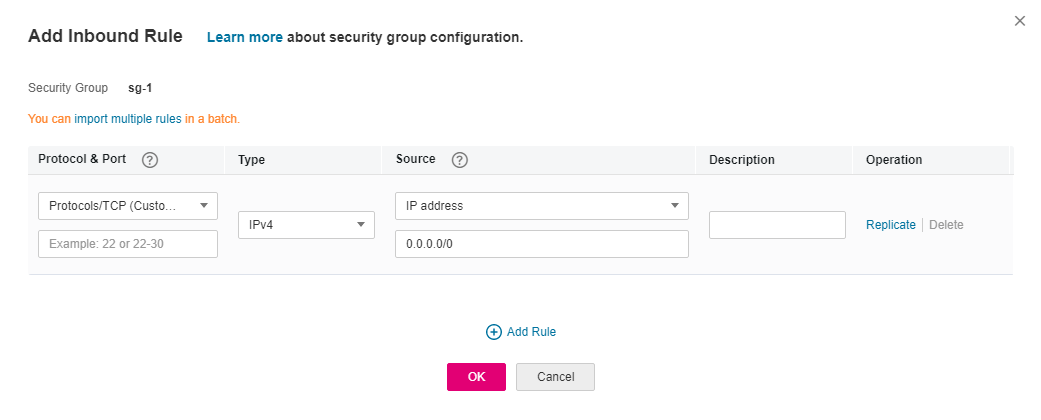 Add Inbound Rule Learn more about security group configuration.
Security Group sg-1
You can import multiple rules in a batch.
Protocol & Port ? Type Source ? Description Operation
Protocols/TCP (Custo... IP address
IPv4 Replicate Delete
Example: 22 or 22-30 0.0.0.0/0
Add Rule
OK Cancel